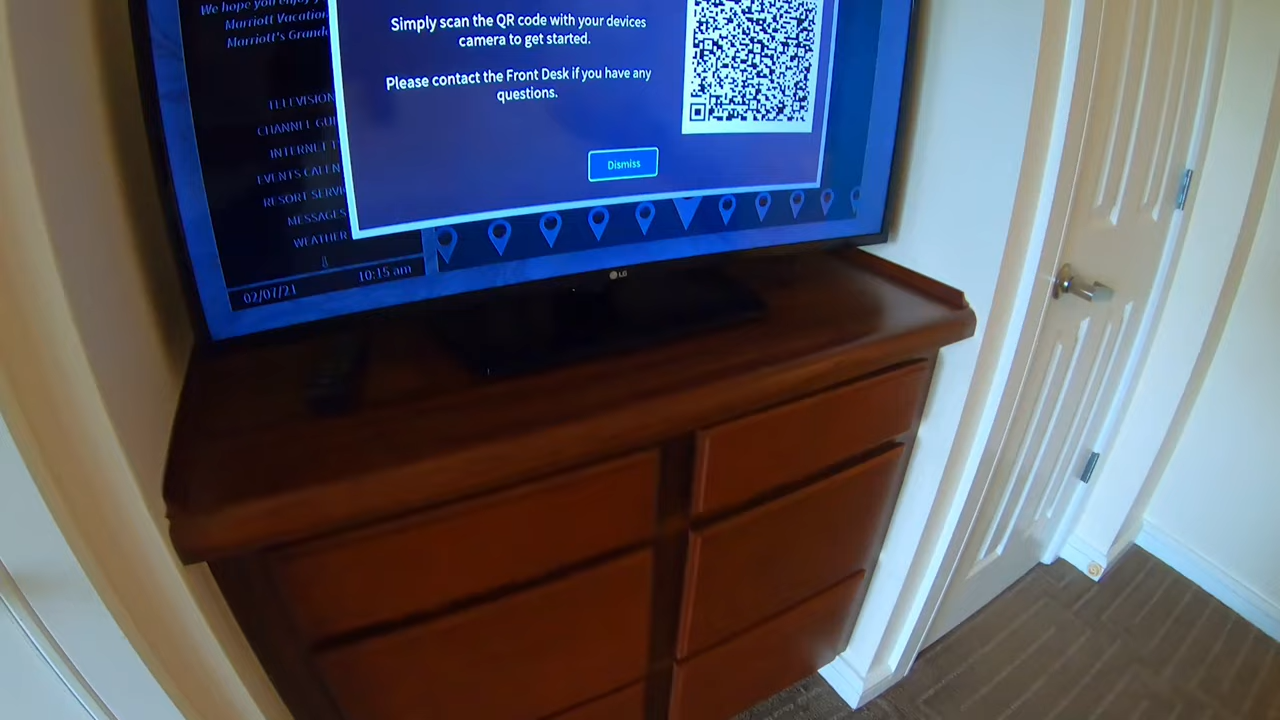 We hope you enjoy
Marriott Vacation
Marriott's Grand
Simply scan the QR code with your devices
camera to get started.
Please contact the Front Desk if you have any
questions.
Dismiss
TELEVISION
CHANNEL GU
INTERNET
EVENTS CALEN
RESORT SERVI
MESSAGES
WEATHER
02/07/21
10:15 am
LG